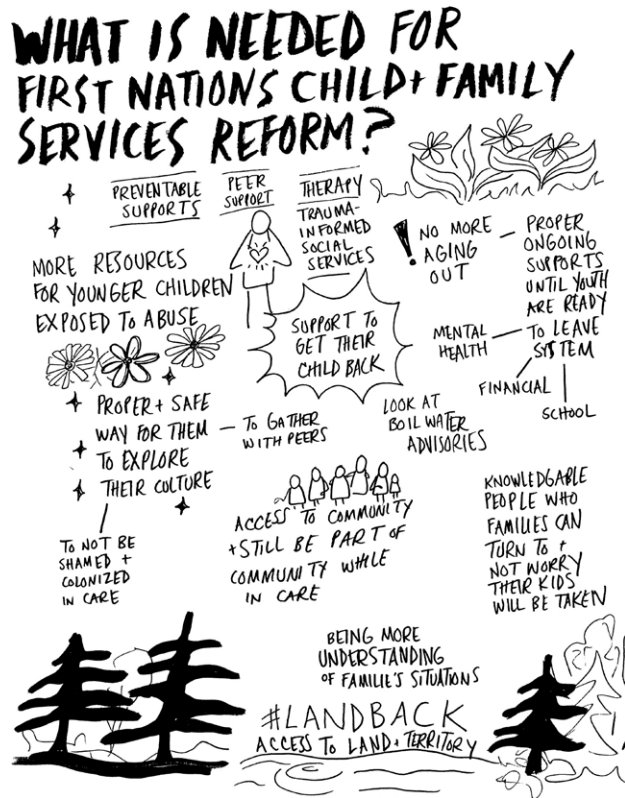 WHAT IS NEEDED FOR
FIRST NATIONS CHILD + FAMILY
SERVICES REFORM?
PREVENTABLE
SUPPORTS
PEER
SUPPORT
THERAPY
TRAUMA-
INFORMED
SOCIAL
SERVICES
! NO MORE
AGING
OUT
PROPER
ONGOING
SUPPORTS
UNTIL YOUTH
ARE READY
TO LEAVE
SYSTEM
MENTAL
HEALTH
FINANCIAL
SCHOOL
MORE RESOURCES
FOR YOUNGER CHILDREN
EXPOSED TO ABUSE
SUPPORT TO
GET THEIR
CHILD BACK
PROPER + SAFE
WAY FOR THEM
TO EXPLORE
THEIR CULTURE
TO GATHER
WITH PEERS
TO NOT BE
SHAMED +
COLONIZED
IN CARE
LOOK AT
BOIL WATER
ADVISORIES
ACCESS TO COMMUNITY
+ STILL BE PART OF
COMMUNITY WHILE
IN CARE
KNOWLEDGABLE
PEOPLE WHO
FAMILIES CAN
TURN TO +
NOT WORRY
THEIR KIDS
WILL BE TAKEN
BEING MORE
UNDERSTANDING
OF FAMILIE'S SITUATIONS
#LANDBACK
ACCESS TO LAND + TERRITORY